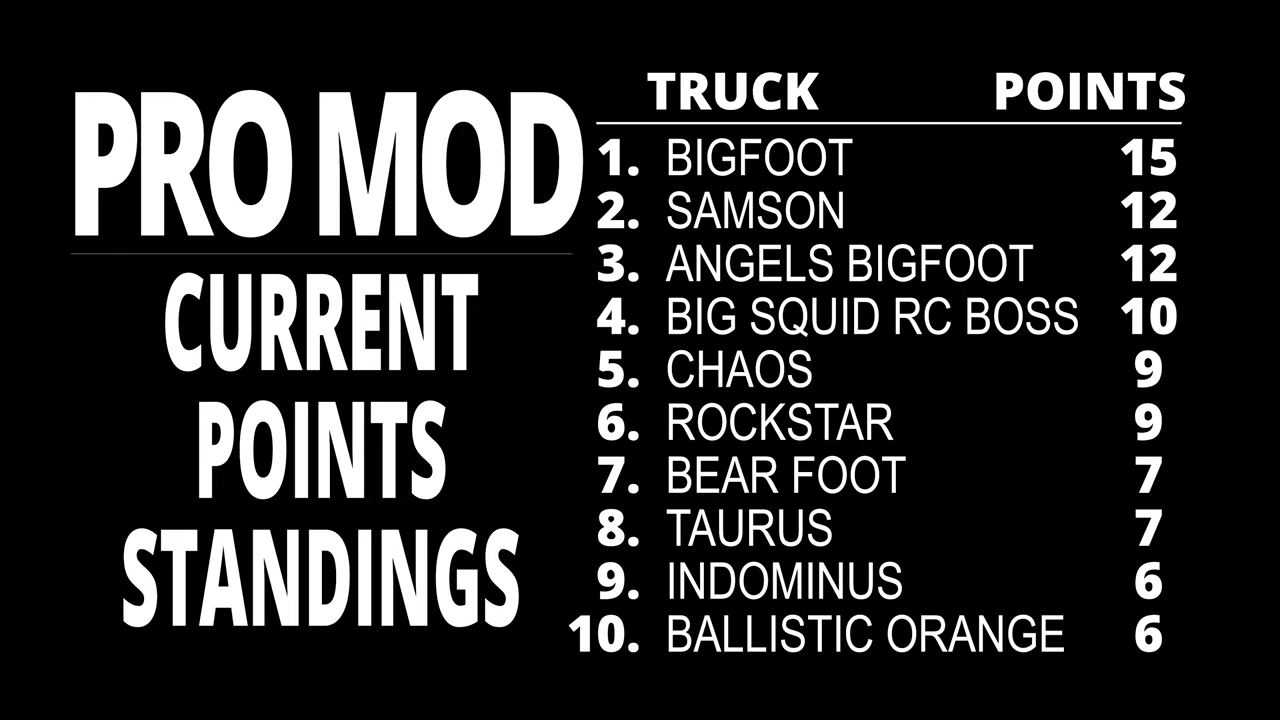 PRO MOD
CURRENT
POINTS
STANDINGS
TRUCK POINTS
1. BIGFOOT 15
2. SAMSON 12
3. ANGELS BIGFOOT 12
4. BIG SQUID RC BOSS 10
5. CHAOS 9
6. ROCKSTAR 9
7. BEAR FOOT 7
8. TAURUS 7
9. INDOMINUS 6
10. BALLISTIC ORANGE 6